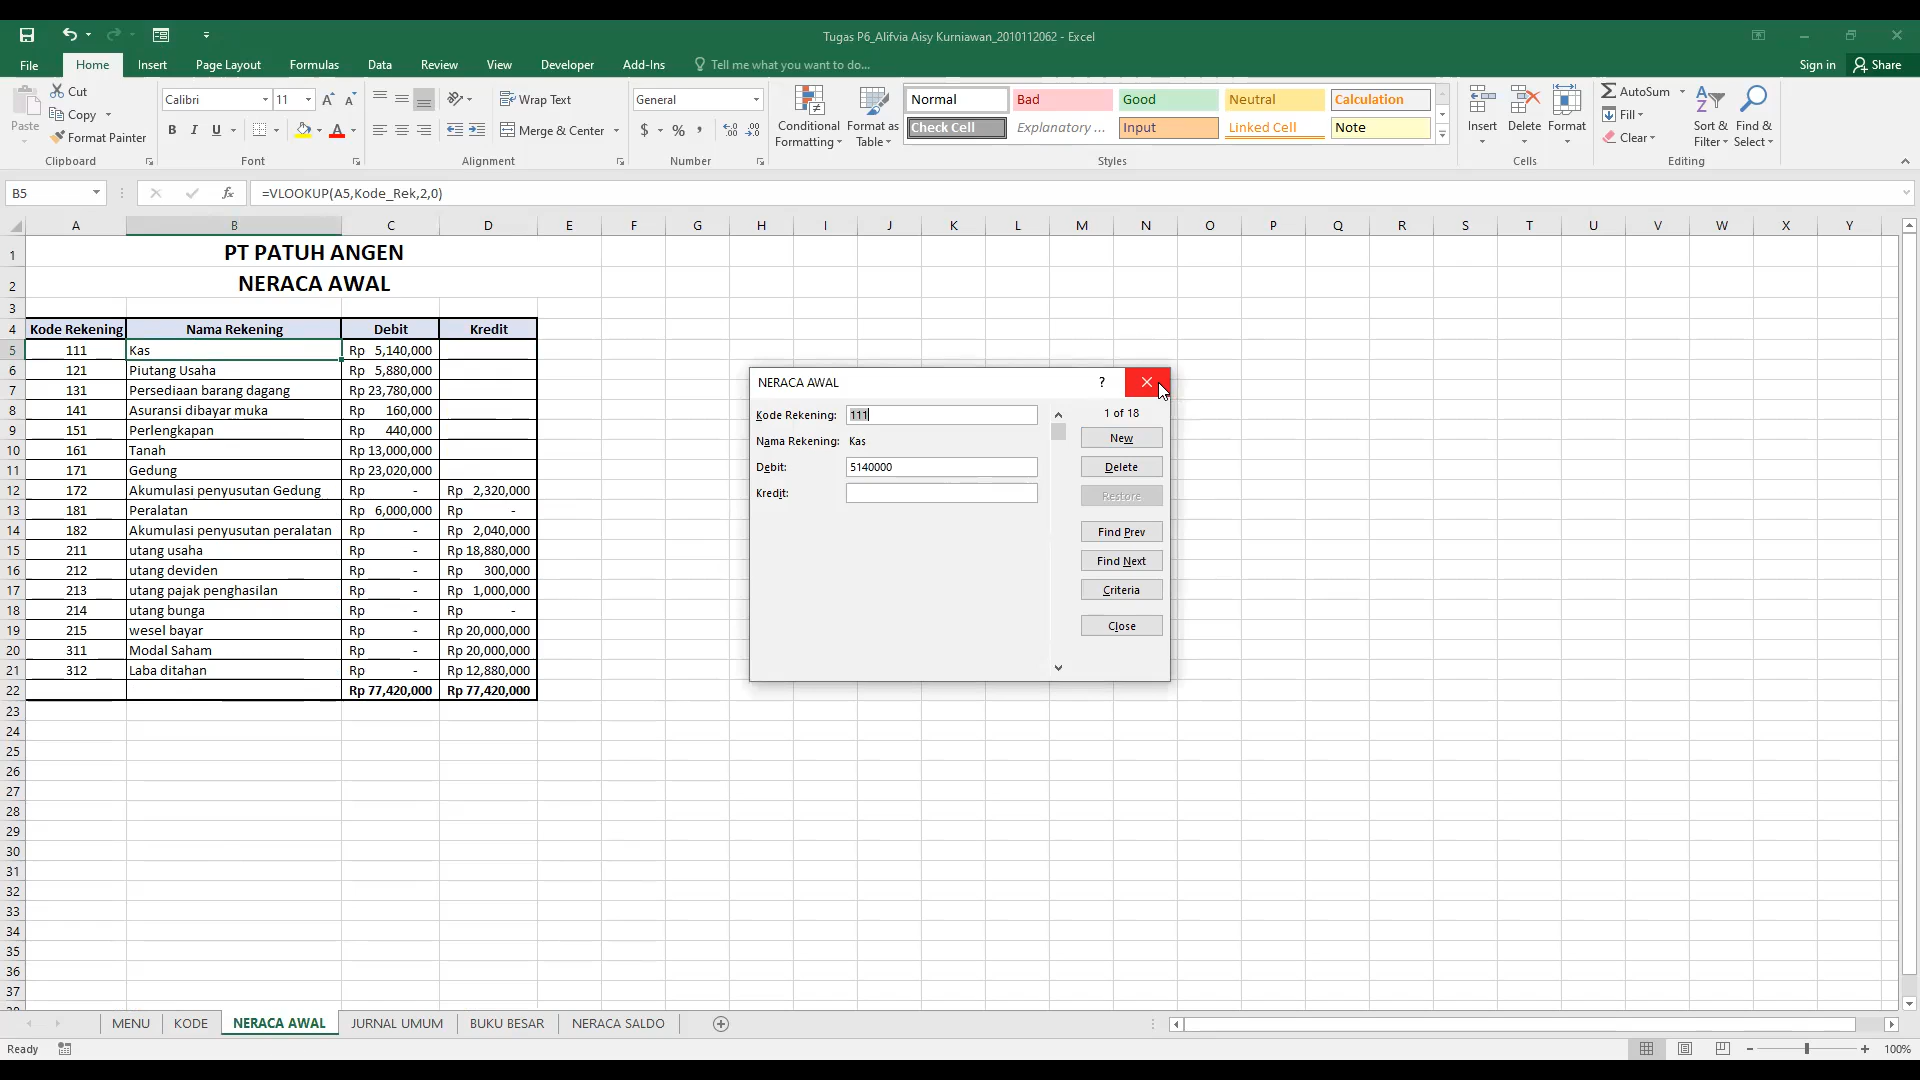 Tugas P6_Alifvia Aisy Kurniawan_2010112062 - Excel
File Home Insert Page Layout Formulas Data Review View Developer Add-Ins Tell me what you want to do... Sign in Share
Paste Cut Copy Format Painter Clipboard
Calibri 11 B I U A Font
Wrap Text Merge & Center Alignment
General $ % Number
Conditional Formatting Format as Table
Normal Bad Good Neutral Calculation
Check Cell Explanatory ... Input Linked Cell Note
Styles
Insert Delete Format Cells
AutoSum Fill Clear Sort & Filter Find & Select Editing
B5 fx =VLOOKUP(A5,Kode_Rek,2,0)
A B C D E F G H I J K L M N O P Q R S T U V W X Y
1 PT PATUH ANGEN
2 NERACA AWAL
3
4 Kode Rekening Nama Rekening Debit Kredit
5 111 Kas Rp 5,140,000
6 121 Piutang Usaha Rp 5,880,000
7 131 Persediaan barang dagang Rp 23,780,000
8 141 Asuransi dibayar muka Rp 160,000
9 151 Perlengkapan Rp 440,000
10 161 Tanah Rp 13,000,000
11 171 Gedung Rp 23,020,000
12 172 Akumulasi penyusutan Gedung Rp - Rp 2,320,000
13 181 Peralatan Rp 6,000,000 Rp -
14 182 Akumulasi penyusutan peralatan Rp - Rp 2,040,000
15 211 utang usaha Rp - Rp 18,880,000
16 212 utang deviden Rp - Rp 300,000
17 213 utang pajak penghasilan Rp - Rp 1,000,000
18 214 utang bunga Rp - Rp -
19 215 wesel bayar Rp - Rp 20,000,000
20 311 Modal Saham Rp - Rp 20,000,000
21 312 Laba ditahan Rp - Rp 12,880,000
22 Rp 77,420,000 Rp 77,420,000
23
24
25
26
27
28
29
30
31
32
33
34
35
36
37
NERACA AWAL ?
Kode Rekening: 111 1 of 18
Nama Rekening: Kas New
Debit: 5140000 Delete
Kredit: Restore
Find Prev
Find Next
Criteria
Close
MENU KODE NERACA AWAL JURNAL UMUM BUKU BESAR NERACA SALDO
Ready 100%